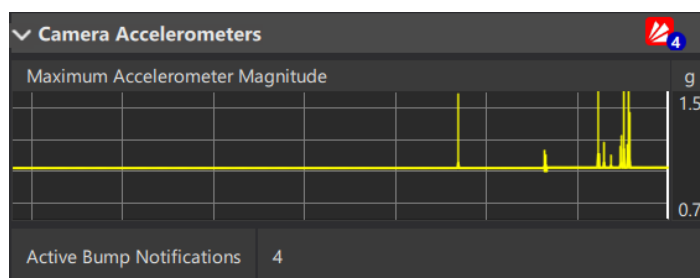 Camera Accelerometers
4
Maximum Accelerometer Magnitude
g
1.5
0.7
Active Bump Notifications
4